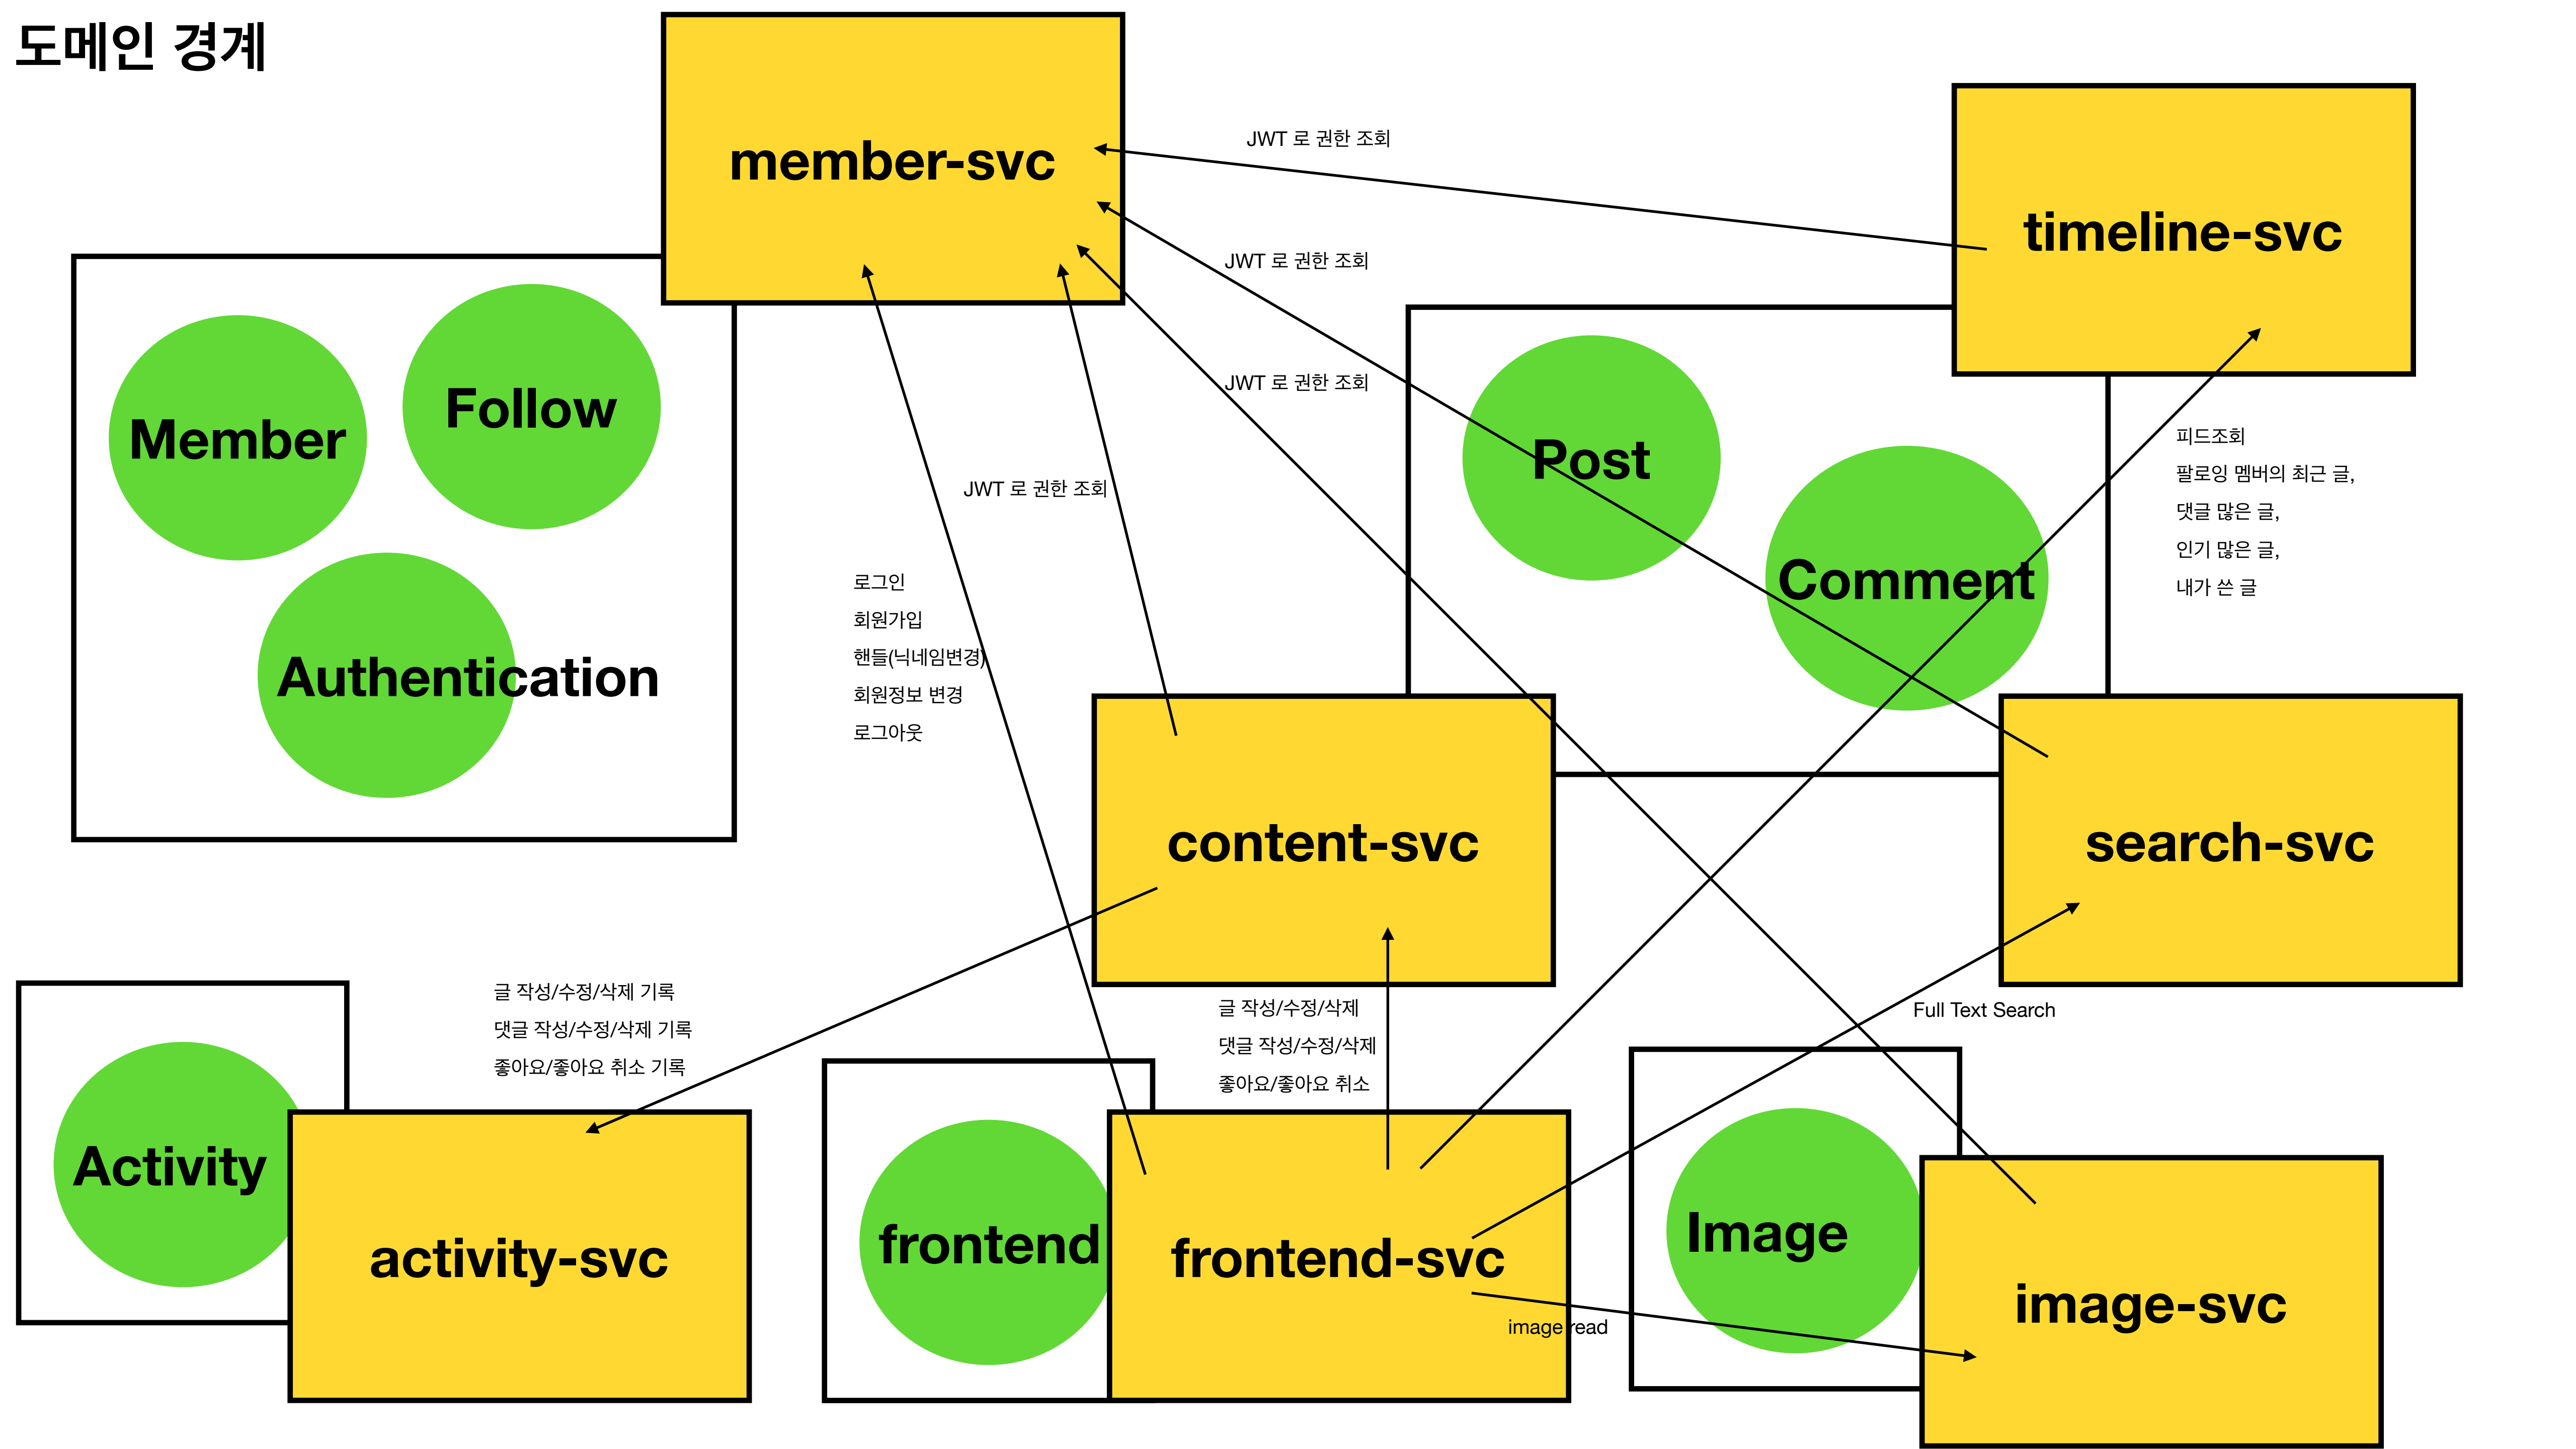 도메인 경계
member-svc
JWT 로 권한 조회
timeline-svc
JWT 로 권한 조회
JWT 로 권한 조회
Member
Follow
Authentication
JWT 로 권한 조회
Post
Comment
피드조회
팔로잉 멤버의 최근 글,
댓글 많은 글,
인기 많은 글,
내가 쓴 글
로그인
회원가입
핸들(닉네임변경)
회원정보 변경
로그아웃
content-svc
search-svc
글 작성/수정/삭제 기록
댓글 작성/수정/삭제 기록
좋아요/좋아요 취소 기록
글 작성/수정/삭제
댓글 작성/수정/삭제
좋아요/좋아요 취소
Full Text Search
Activity
activity-svc
frontend
frontend-svc
image read
Image
image-svc